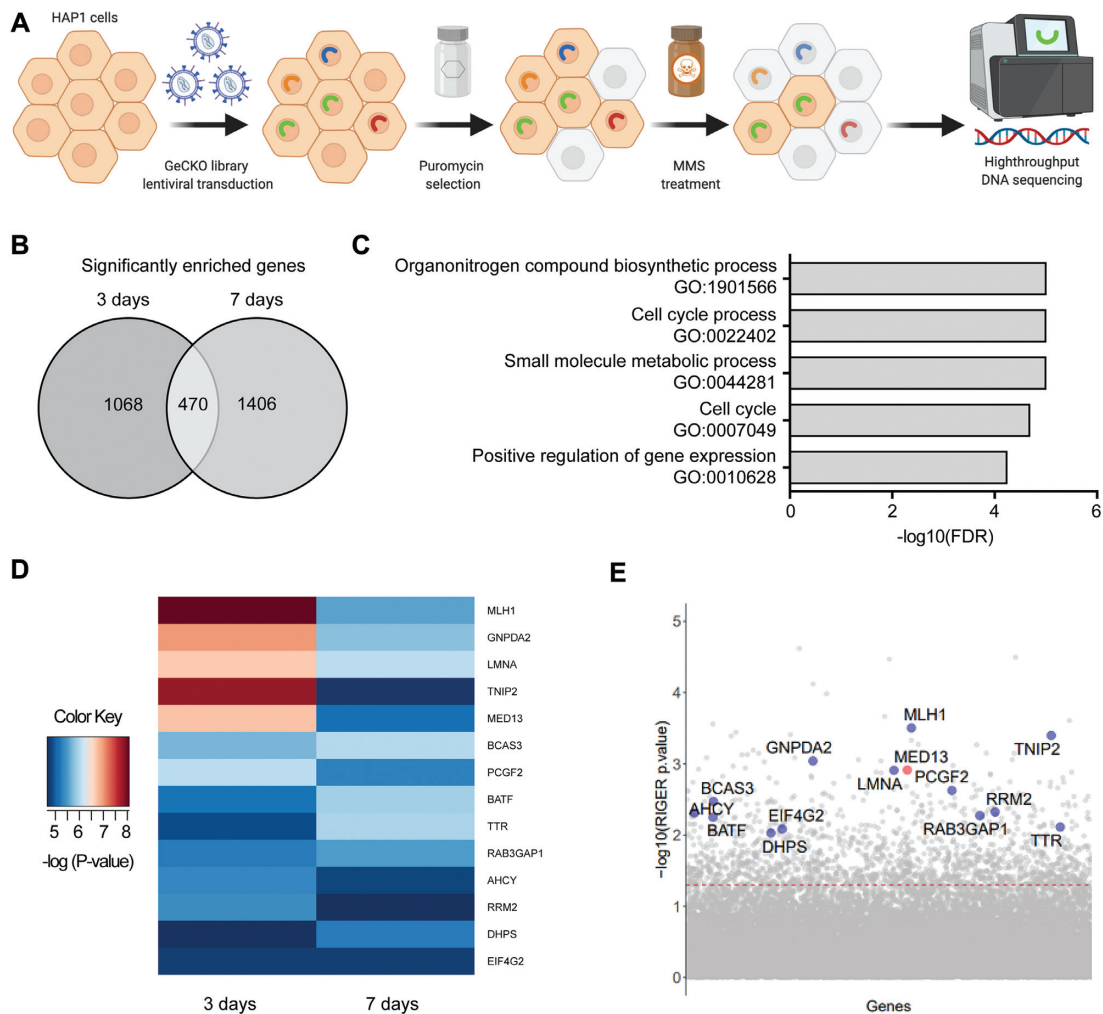 A
HAP1 cells
GeCKO library
lentiviral transduction
Puromycin
selection
MMS
treatment
Highthroughput
DNA sequencing
B
Significantly enriched genes
3 days
7 days
1068
470
1406
C
Organonitrogen compound biosynthetic process
GO:1901566
Cell cycle process
GO:0022402
Small molecule metabolic process
GO:0044281
Cell cycle
GO:0007049
Positive regulation of gene expression
GO:0010628
0
2
4
6
-log10(FDR)
D
Color Key
5
6
7
8
-log (P-value)
MLH1
GNPDA2
LMNA
TNIP2
MED13
BCAS3
PCGF2
BATF
TTR
RAB3GAP1
AHCY
RRM2
DHPS
EIF4G2
3 days
7 days
E
−log10(RIGER p.value)
5
4
3
2
1
0
MLH1
TNIP2
GNPDA2
MED13
LMNA
PCGF2
BCAS3
AHCY
BATF
EIF4G2
DHPS
RRM2
RAB3GAP1
TTR
Genes